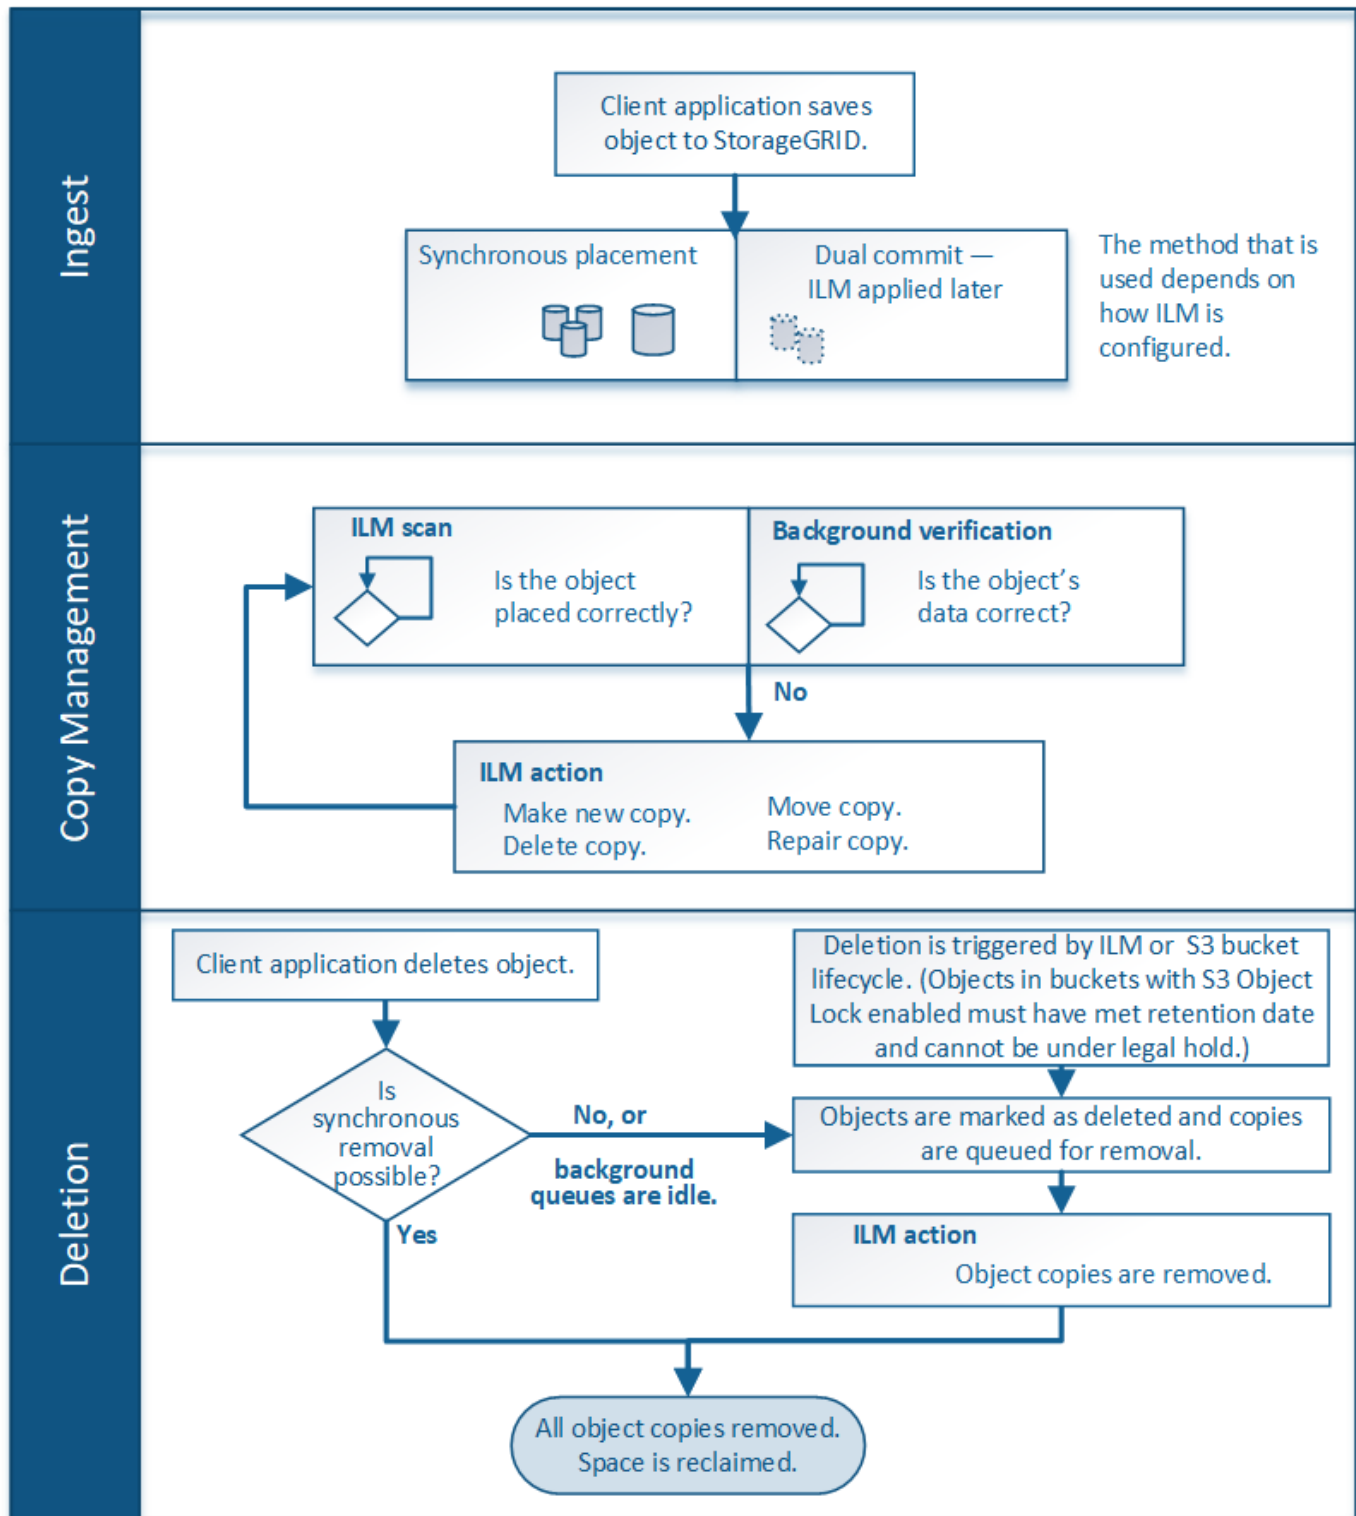 Ingest
Client application saves
object to StorageGRID.
Synchronous placement
Dual commit —
ILM applied later
The method that is
used depends on
how ILM is
configured.
Copy Management
ILM scan
Is the object
placed correctly?
Background verification
Is the object's
data correct?
No
ILM action
Make new copy.
Delete copy.
Move copy.
Repair copy.
Deletion
Client application deletes object.
Is
synchronous
removal
possible?
No, or
background
queues are idle.
Yes
Deletion is triggered by ILM or S3 bucket
lifecycle. (Objects in buckets with S3 Object
Lock enabled must have met retention date
and cannot be under legal hold.)
Objects are marked as deleted and copies
are queued for removal.
ILM action
Object copies are removed.
All object copies removed.
Space is reclaimed.